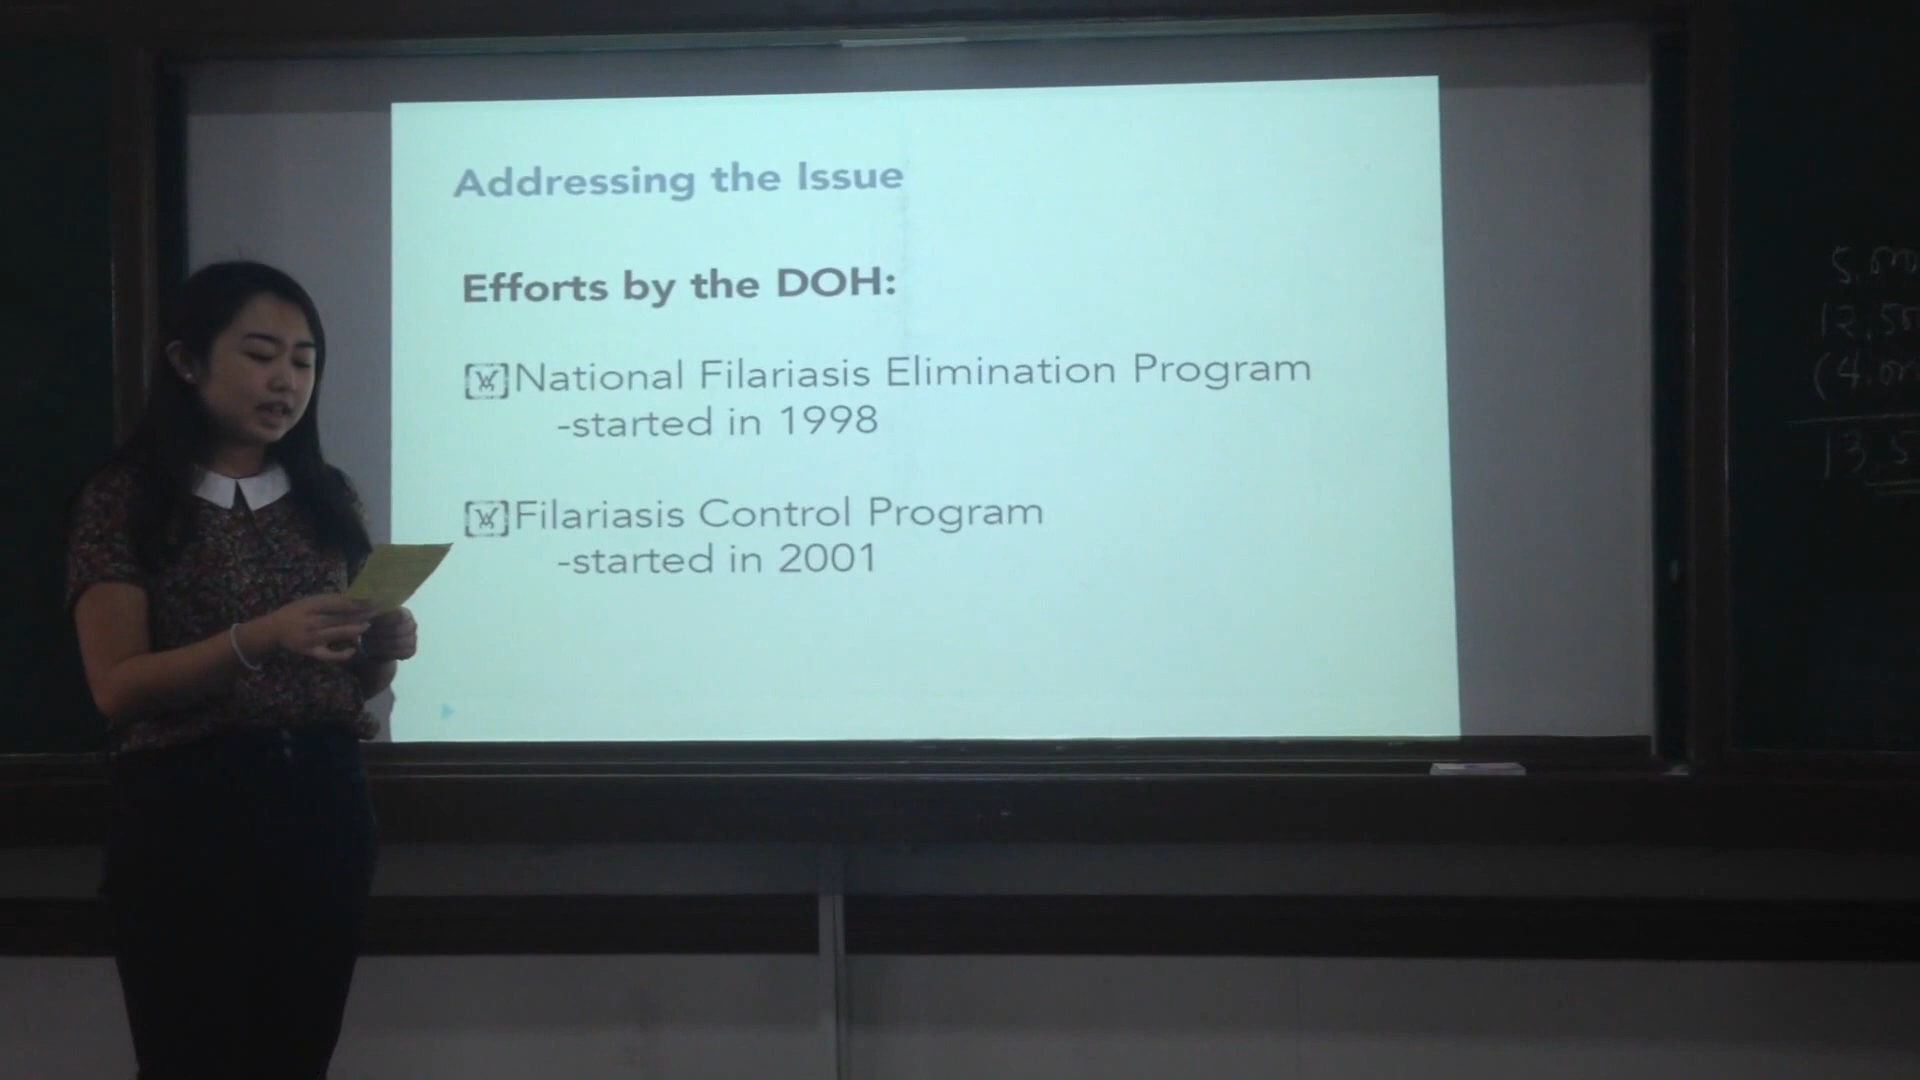 Addressing the Issue
Efforts by the DOH:
National Filariasis Elimination Program
-started in 1998
Filariasis Control Program
-started in 2001